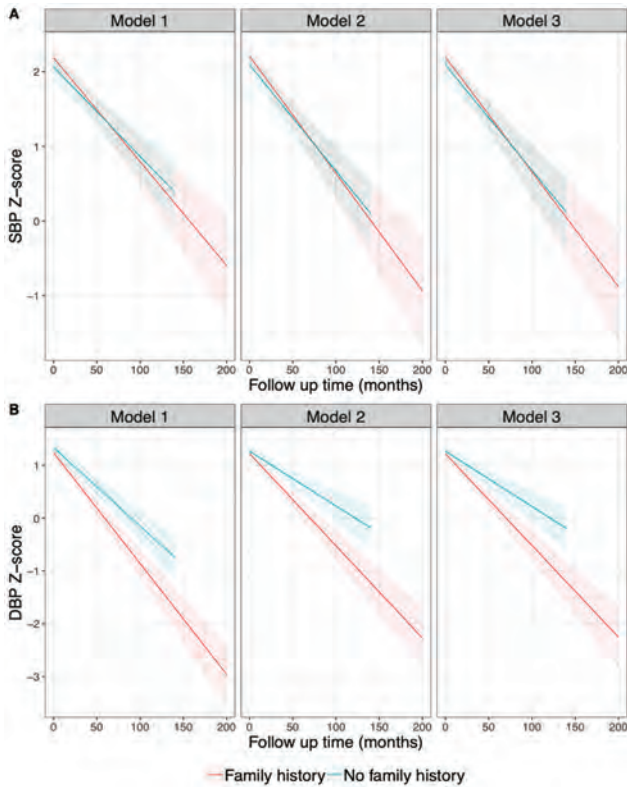 A
Model 1 Model 2 Model 3
SBP Z-score
2
1
0
−1
0 50 100 150 200 0 50 100 150 200 0 50 100 150 200
Follow up time (months)
B
Model 1 Model 2 Model 3
DBP Z-score
1
0
−1
−2
−3
0 50 100 150 200 0 50 100 150 200 0 50 100 150 200
Follow up time (months)
Family history No family history